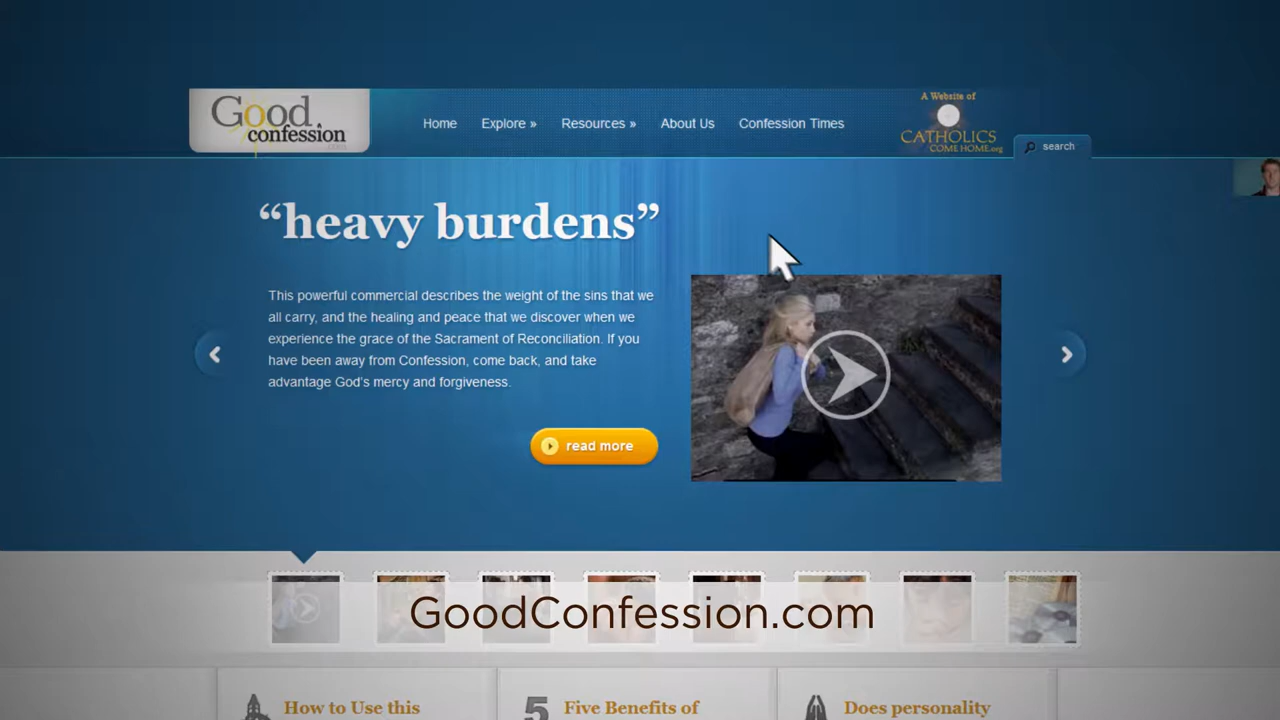 Good
confession
.com
Home
Explore »
Resources »
About Us
Confession Times
A Website of
CATHOLICS
COME HOME.org
search
“heavy burdens”
This powerful commercial describes the weight of the sins that we
all carry, and the healing and peace that we discover when we
experience the grace of the Sacrament of Reconciliation. If you
have been away from Confession, come back, and take
advantage God's mercy and forgiveness.
read more
GoodConfession.com
How to Use this
5
Five Benefits of
Does personality